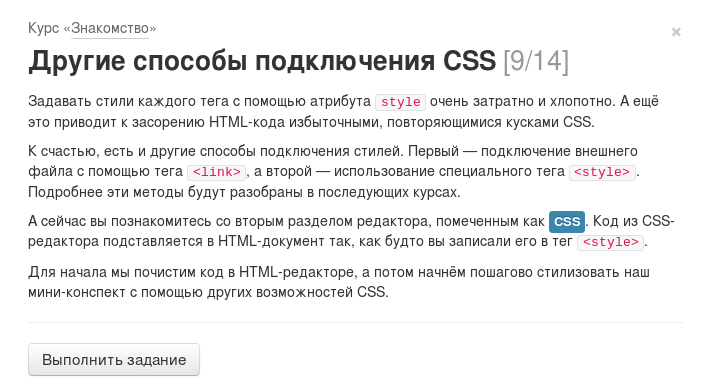 Курс «Знакомство»
×
Другие способы подключения CSS [9/14]
Задавать стили каждого тега с помощью атрибута style очень затратно и хлопотно. А ещё
это приводит к засорению HTML-кода избыточными, повторяющимися кусками CSS.
К счастью, есть и другие способы подключения стилей. Первый — подключение внешнего
файла с помощью тега <link>, а второй — использование специального тега <style>.
Подробнее эти методы будут разобраны в последующих курсах.
А сейчас вы познакомитесь со вторым разделом редактора, помеченным как CSS. Код из CSS-
редактора подставляется в HTML-документ так, как будто вы записали его в тег <style>.
Для начала мы почистим код в HTML-редакторе, а потом начнём пошагово стилизовать наш
мини-конспект с помощью других возможностей CSS.
Выполнить задание